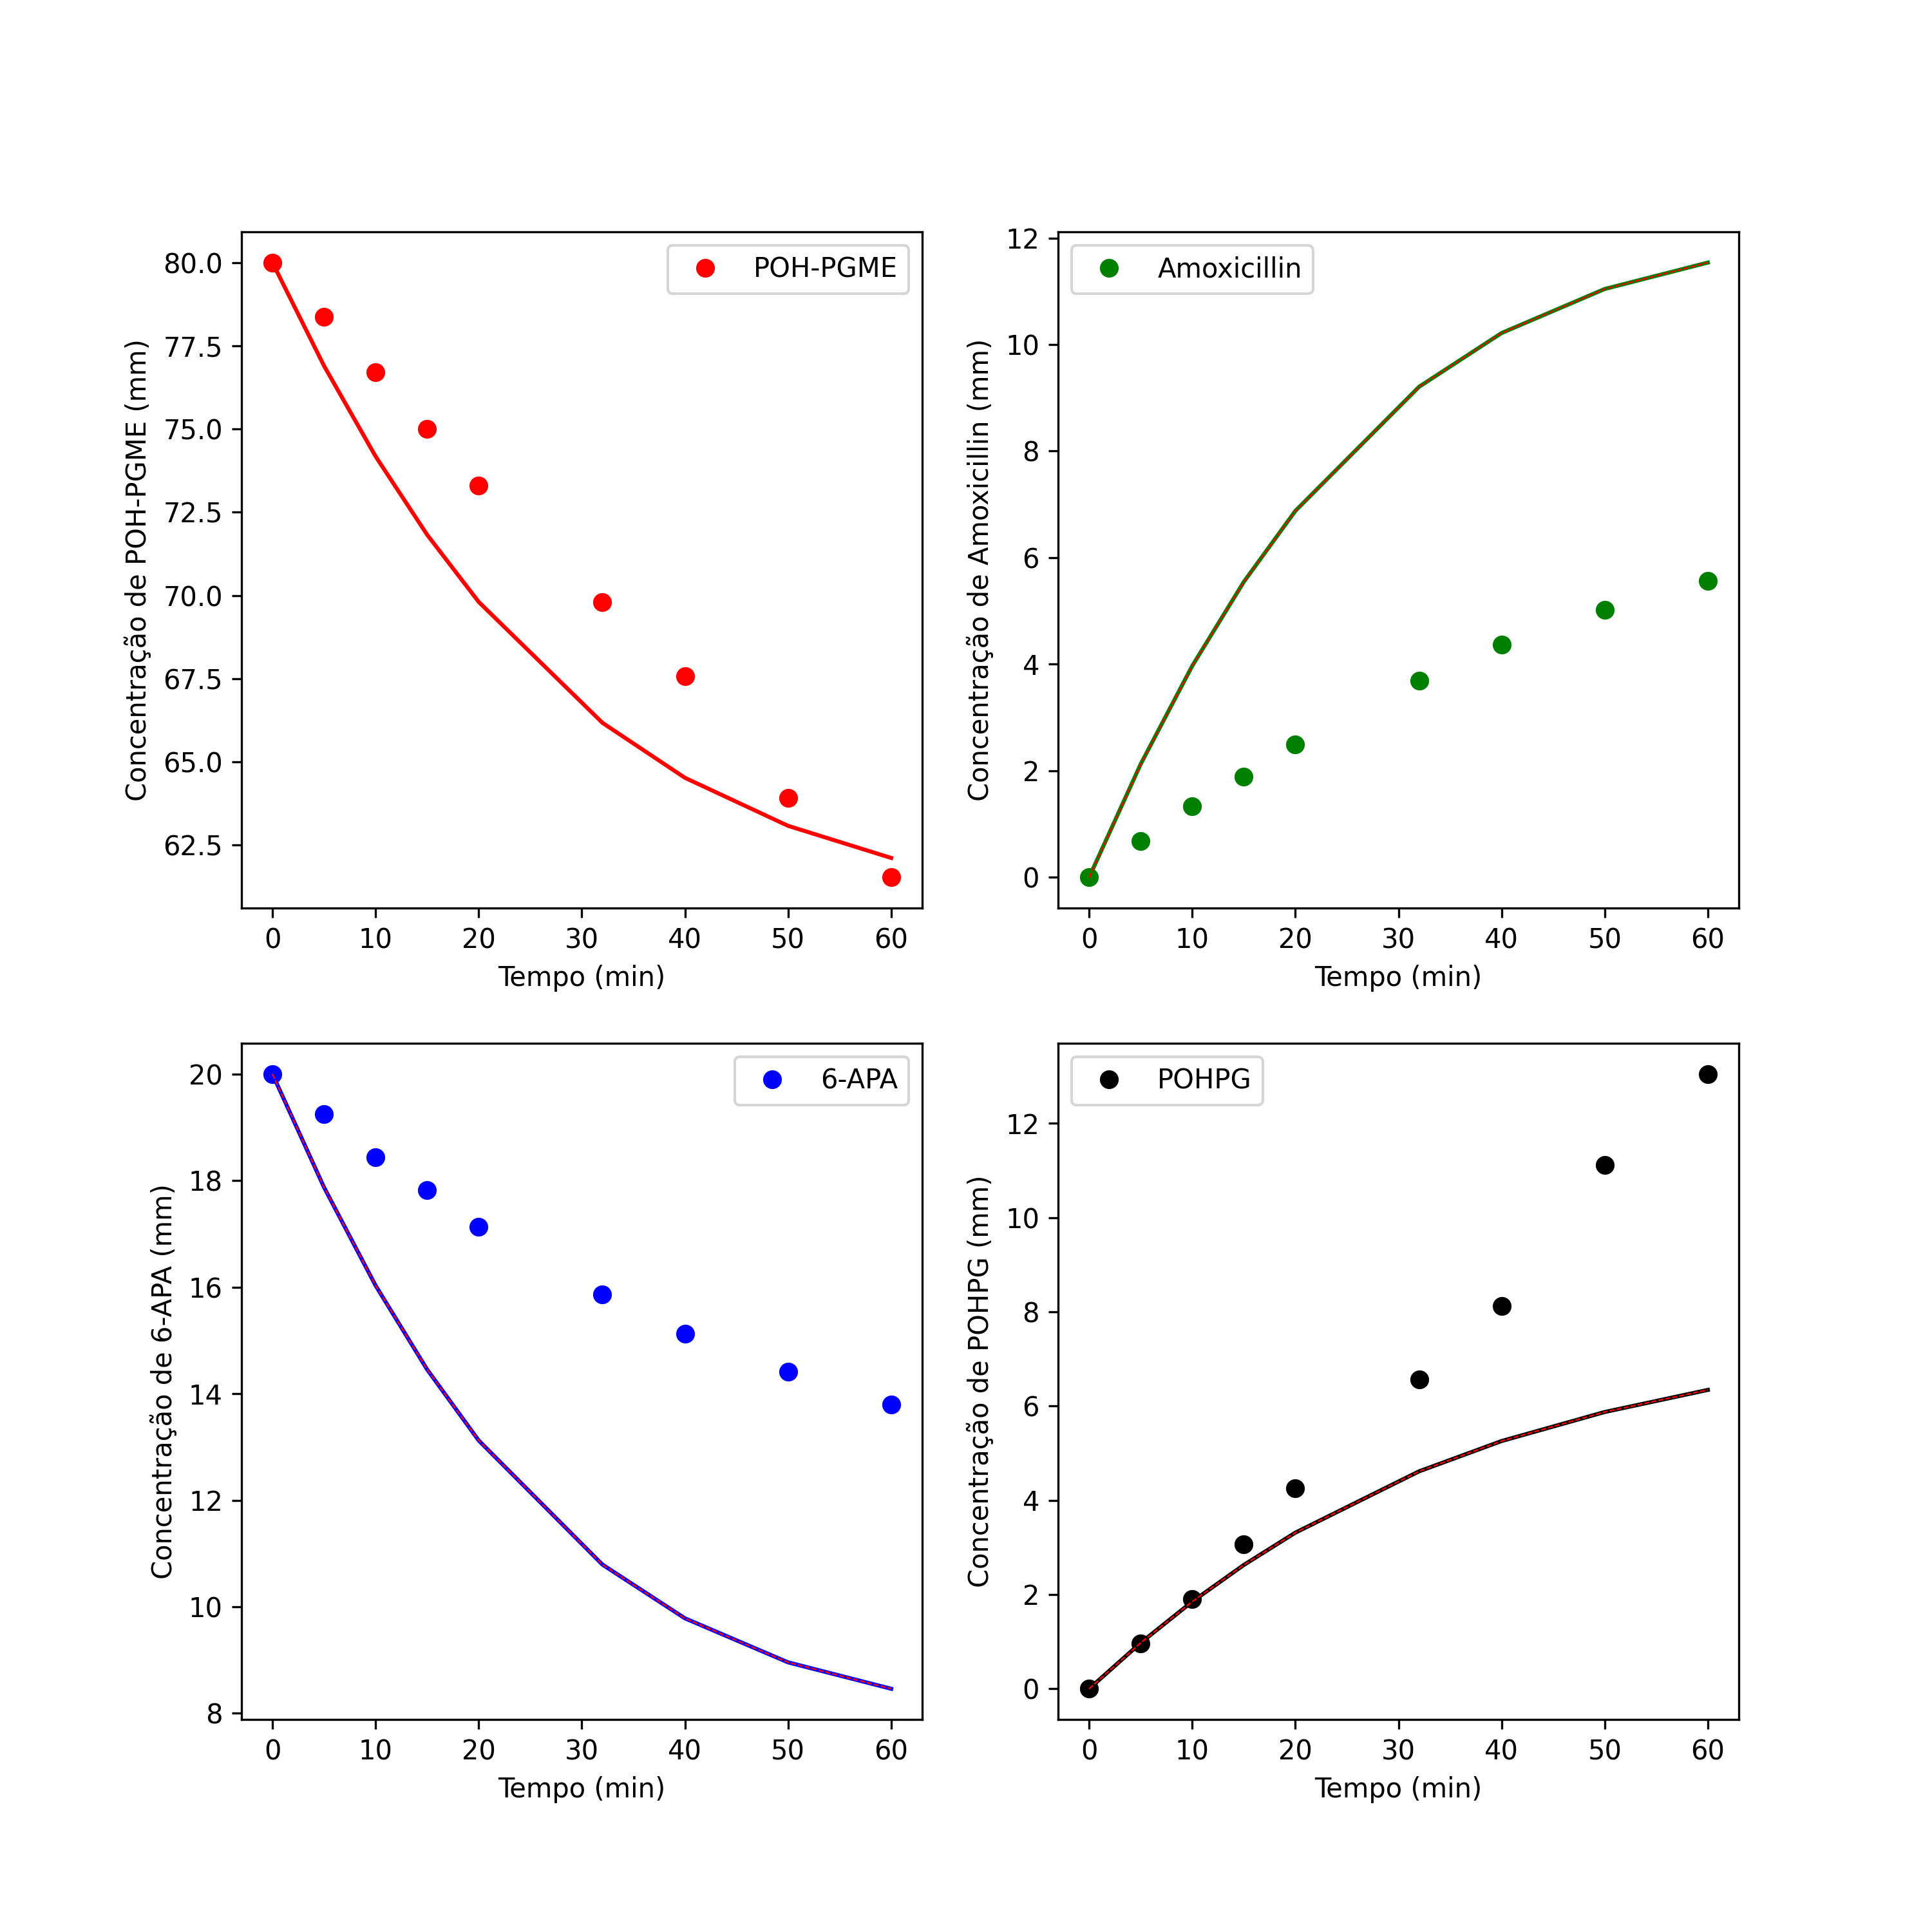 POH-PGME
80.0
77.5
75.0
72.5
70.0
67.5
65.0
62.5
Concentração de POH-PGME (mm)
0 10 20 30 40 50 60
Tempo (min)
Amoxicillin
12
10
8
6
4
2
0
Concentração de Amoxicillin (mm)
0 10 20 30 40 50 60
Tempo (min)
6-APA
20
18
16
14
12
10
8
Concentração de 6-APA (mm)
0 10 20 30 40 50 60
Tempo (min)
POHPG
12
10
8
6
4
2
0
Concentração de POHPG (mm)
0 10 20 30 40 50 60
Tempo (min)